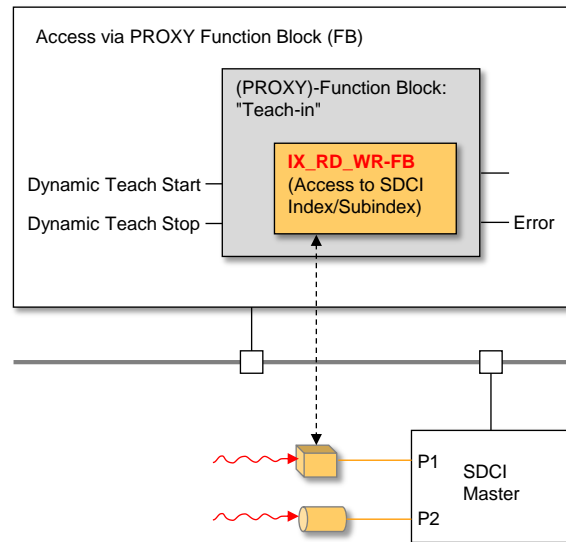 Access via PROXY Function Block (FB)
(PROXY)-Function Block:
"Teach-in"
IX_RD_WR-FB
(Access to SDCI
Index/Subindex)
Dynamic Teach Start
Dynamic Teach Stop
Error
P1
SDCI
Master
P2